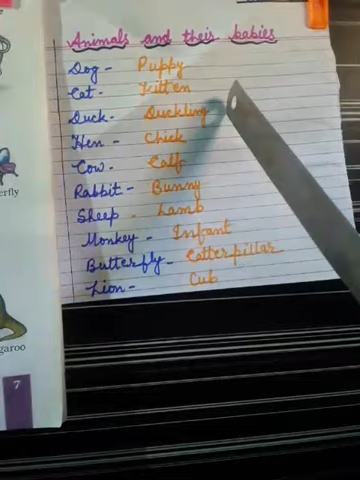 Animals and their babies
Dog - Puppy
Cat - Kitten
Duck - Duckling
Hen - Chick
Cow - Calf
Rabbit - Bunny
Sheep - Lamb
Monkey - Infant
Butterfly - Catterpillar
Lion - Cub
erfly
garoo
7